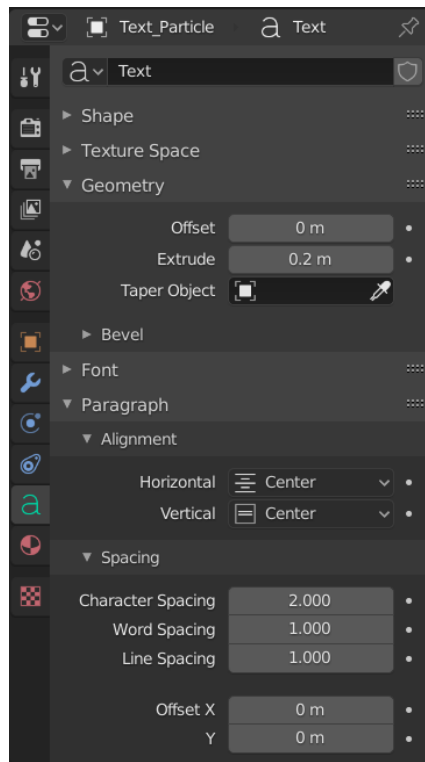 Text_Particle a Text
a Text
Shape
Texture Space
Geometry
Offset 0 m
Extrude 0.2 m
Taper Object
Bevel
Font
Paragraph
Alignment
Horizontal Center
Vertical Center
Spacing
Character Spacing 2.000
Word Spacing 1.000
Line Spacing 1.000
Offset X 0 m
Y 0 m
a